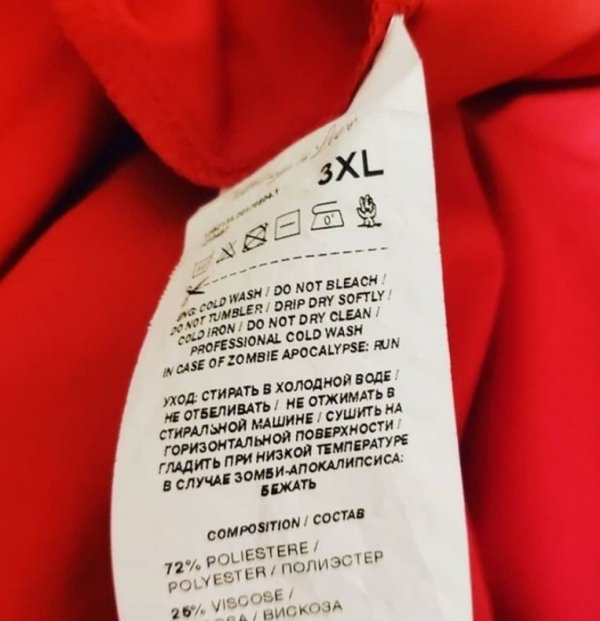 3XL
0°
ENG: COLD WASH / DO NOT BLEACH /
DO NOT TUMBLER / DRIP DRY SOFTLY /
COLD IRON / DO NOT DRY CLEAN /
PROFESSIONAL COLD WASH
IN CASE OF ZOMBIE APOCALYPSE: RUN
УХОД: СТИРАТЬ В ХОЛОДНОЙ ВОДЕ /
НЕ ОТБЕЛИВАТЬ / НЕ ОТЖИМАТЬ В
СТИРАЛЬНОЙ МАШИНЕ / СУШИТЬ НА
ГОРИЗОНТАЛЬНОЙ ПОВЕРХНОСТИ /
ГЛАДИТЬ ПРИ НИЗКОЙ ТЕМПЕРАТУРЕ
В СЛУЧАЕ ЗОМБИ-АПОКАЛИПСИСА:
БЕЖАТЬ
COMPOSITION / СОСТАВ
72% POLIESTERE /
POLYESTER / ПОЛИЭСТЕР
26% VISCOSE /
/ ВИСКОЗА